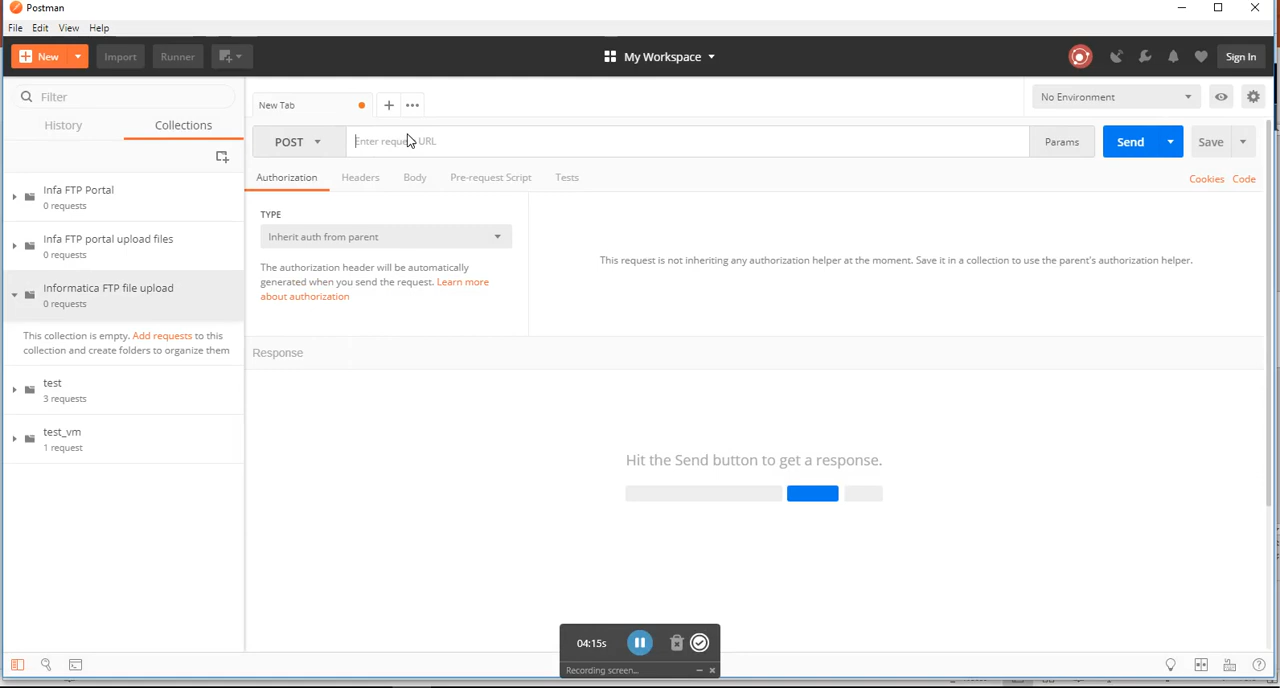 Postman
File Edit View Help
New Import Runner My Workspace Sign In
Filter
History Collections
Infa FTP Portal
0 requests
Infa FTP portal upload files
0 requests
Informatica FTP file upload
0 requests
This collection is empty. Add requests to this
collection and create folders to organize them
test
3 requests
test_vm
1 request
New Tab No Environment
POST Enter request URL Params Send Save
Authorization Headers Body Pre-request Script Tests Cookies Code
TYPE
Inherit auth from parent
The authorization header will be automatically
generated when you send the request. Learn more
about authorization
This request is not inheriting any authorization helper at the moment. Save it in a collection to use the parent's authorization helper.
Response
Hit the Send button to get a response.
04:15s
Recording screen...